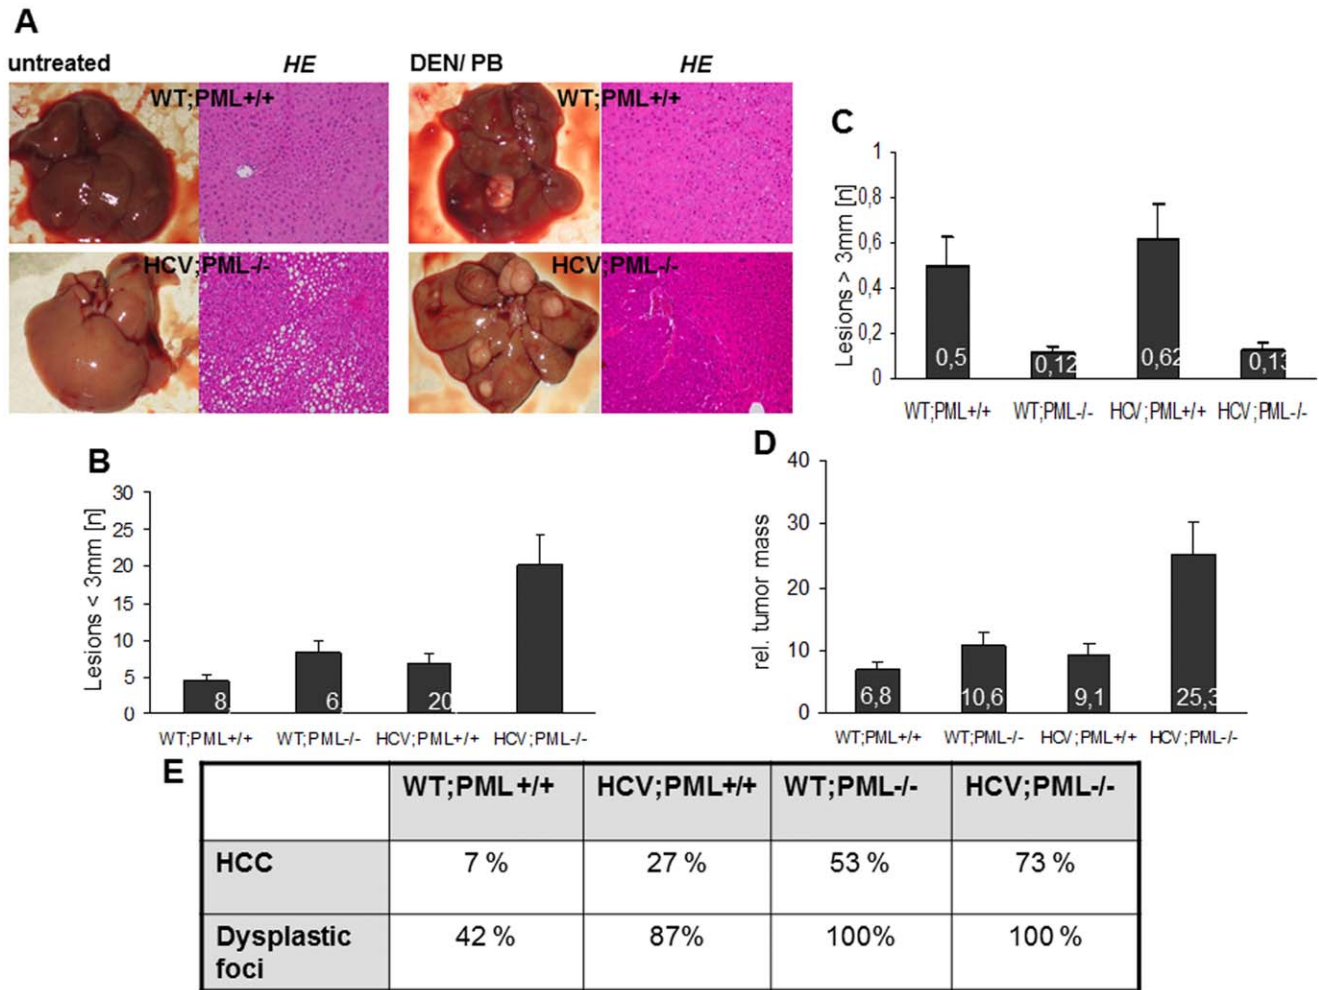 A
untreated
HE
DEN/ PB
HE
WT;PML+/+
WT;PML+/+
HCV;PML-/-
HCV;PML-/-
C
Lesions > 3mm [n]
1
0,8
0,6
0,4
0,2
0
0,5
0,12
0,62
0,13
WT;PML+/+
WT;PML-/-
HCV;PML+/+
HCV;PML-/-
B
Lesions < 3mm [n]
30
25
20
15
10
5
0
8,
6,
20,
WT;PML+/+
WT;PML-/-
HCV;PML+/+
HCV;PML-/-
D
rel. tumor mass
40
30
20
10
0
6,8
10,6
9,1
25,3
WT;PML+/+
WT;PML-/-
HCV;PML+/+
HCV;PML-/-
E
WT;PML+/+ HCV;PML+/+ WT;PML-/- HCV;PML-/-
HCC 7 % 27 % 53 % 73 %
Dysplastic foci 42 % 87% 100% 100 %